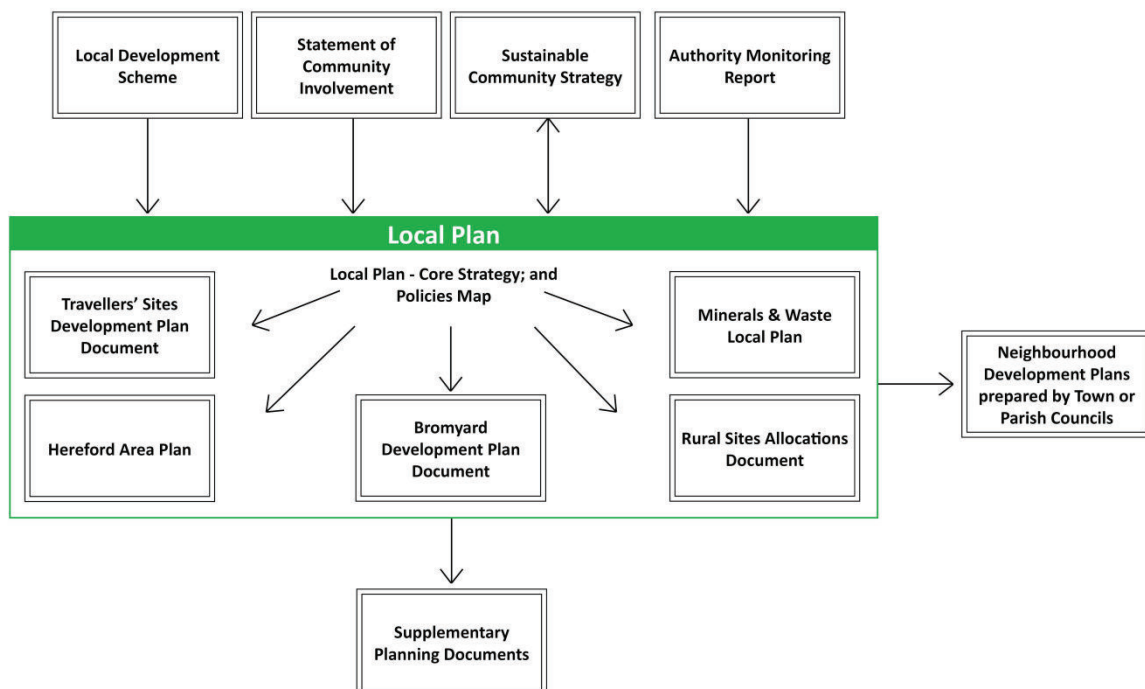 Local Development
Scheme
Statement of
Community
Involvement
Sustainable
Community Strategy
Authority Monitoring
Report
Local Plan
Local Plan - Core Strategy; and
Policies Map
Travellers’ Sites
Development Plan
Document
Minerals & Waste
Local Plan
Neighbourhood
Development Plans
prepared by Town or
Parish Councils
Hereford Area Plan
Bromyard
Development Plan
Document
Rural Sites Allocations
Document
Supplementary
Planning Documents